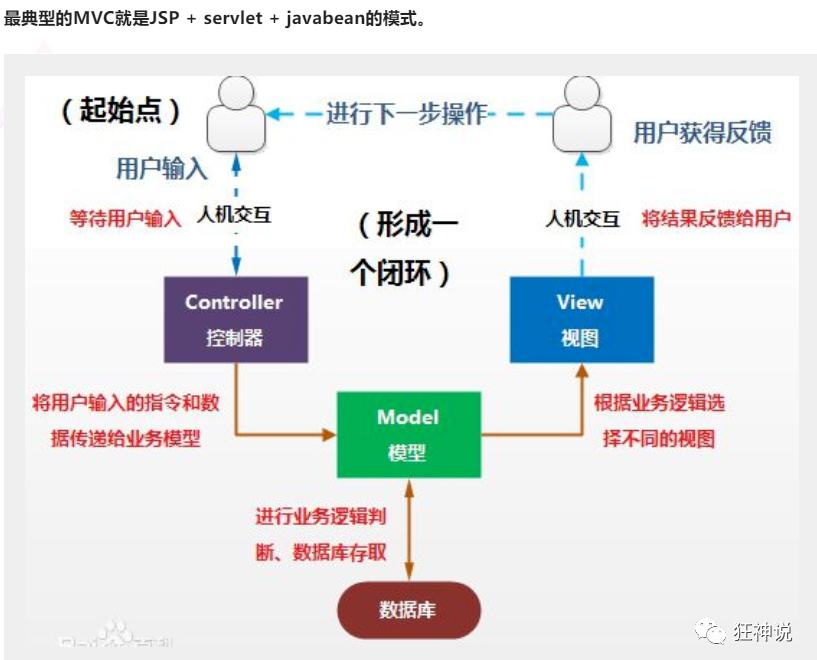 最典型的MVC就是JSP + servlet + javabean的模式。
（起始点）
进行下一步操作
用户输入
用户获得反馈
等待用户输入
人机交互
（形成一
个闭环）
人机交互
将结果反馈给用户
Controller
控制器
View
视图
将用户输入的指令和数
据传递给业务模型
Model
模型
根据业务逻辑选
择不同的视图
进行业务逻辑判
断、数据库存取
数据库
狂神说